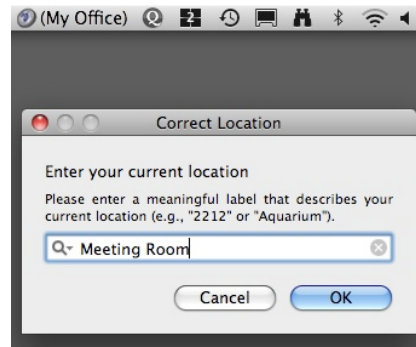 (My Office)
2
Correct Location
Enter your current location
Please enter a meaningful label that describes your
current location (e.g., "2212" or "Aquarium").
Meeting Room
Cancel
OK